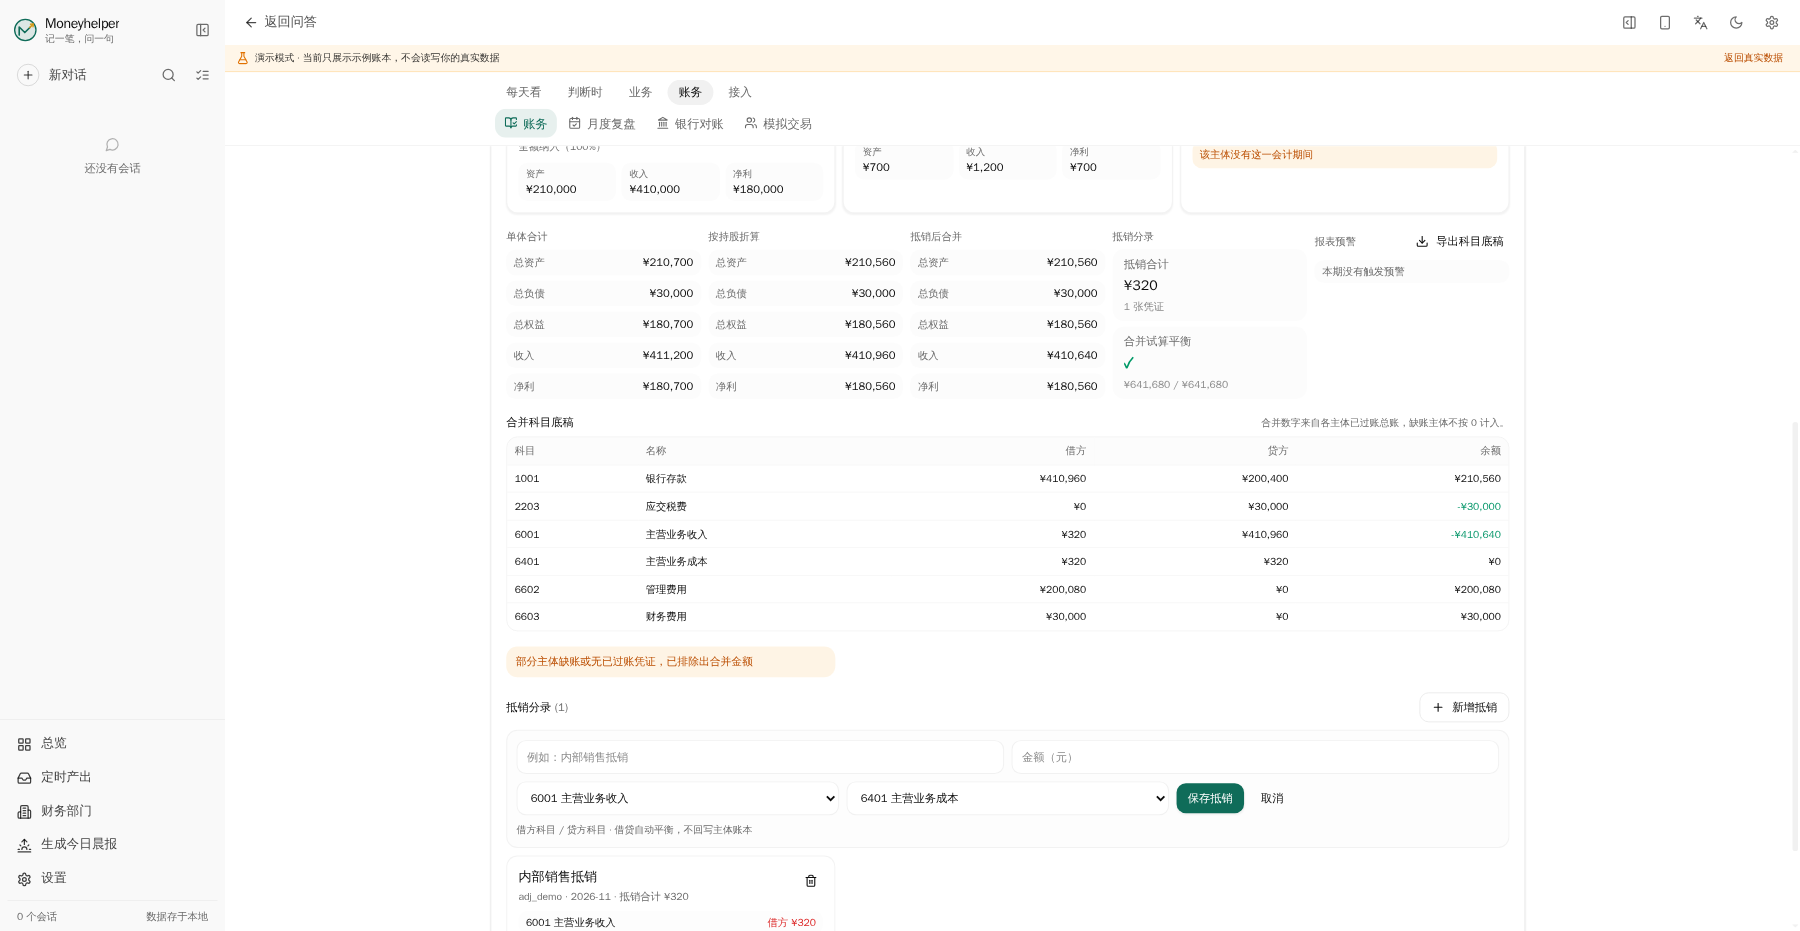 Moneyhelper
记一笔，问一句
新对话
还没有会话
总览
定时产出
财务部门
生成今日晨报
设置
0 个会话 数据存于本地
返回问答
演示模式 · 当前只展示示例账本，不会读写你的真实数据 返回真实数据
每天看 判断时 业务 账务 接入
账务 月度复盘 银行对账 模拟交易
全额纳入（100%）
资产 收入 净利
¥210,000 ¥410,000 ¥180,000
资产 收入 净利
¥700 ¥1,200 ¥700
该主体没有这一会计期间
单体合计
总资产 ¥210,700
总负债 ¥30,000
总权益 ¥180,700
收入 ¥411,200
净利 ¥180,700
按持股折算
总资产 ¥210,560
总负债 ¥30,000
总权益 ¥180,560
收入 ¥410,960
净利 ¥180,560
抵销后合并
总资产 ¥210,560
总负债 ¥30,000
总权益 ¥180,560
收入 ¥410,640
净利 ¥180,560
抵销分录
抵销合计
¥320
1 张凭证
合并试算平衡
✓
¥641,680 / ¥641,680
报表预警 导出科目底稿
本期没有触发预警
合并科目底稿 合并数字来自各主体已过账总账，缺账主体不按 0 计入。
科目 名称 借方 贷方 余额
1001 银行存款 ¥410,960 ¥200,400 ¥210,560
2203 应交税费 ¥0 ¥30,000 -¥30,000
6001 主营业务收入 ¥320 ¥410,960 -¥410,640
6401 主营业务成本 ¥320 ¥320 ¥0
6602 管理费用 ¥200,080 ¥0 ¥200,080
6603 财务费用 ¥30,000 ¥0 ¥30,000
部分主体缺账或无已过账凭证，已排除出合并金额
抵销分录 (1) 新增抵销
例如：内部销售抵销 金额（元）
6001 主营业务收入 6401 主营业务成本 保存抵销 取消
借方科目 / 贷方科目 · 借贷自动平衡，不回写主体账本
内部销售抵销
adj_demo · 2026-11 · 抵销合计 ¥320
6001 主营业务收入 借方 ¥320